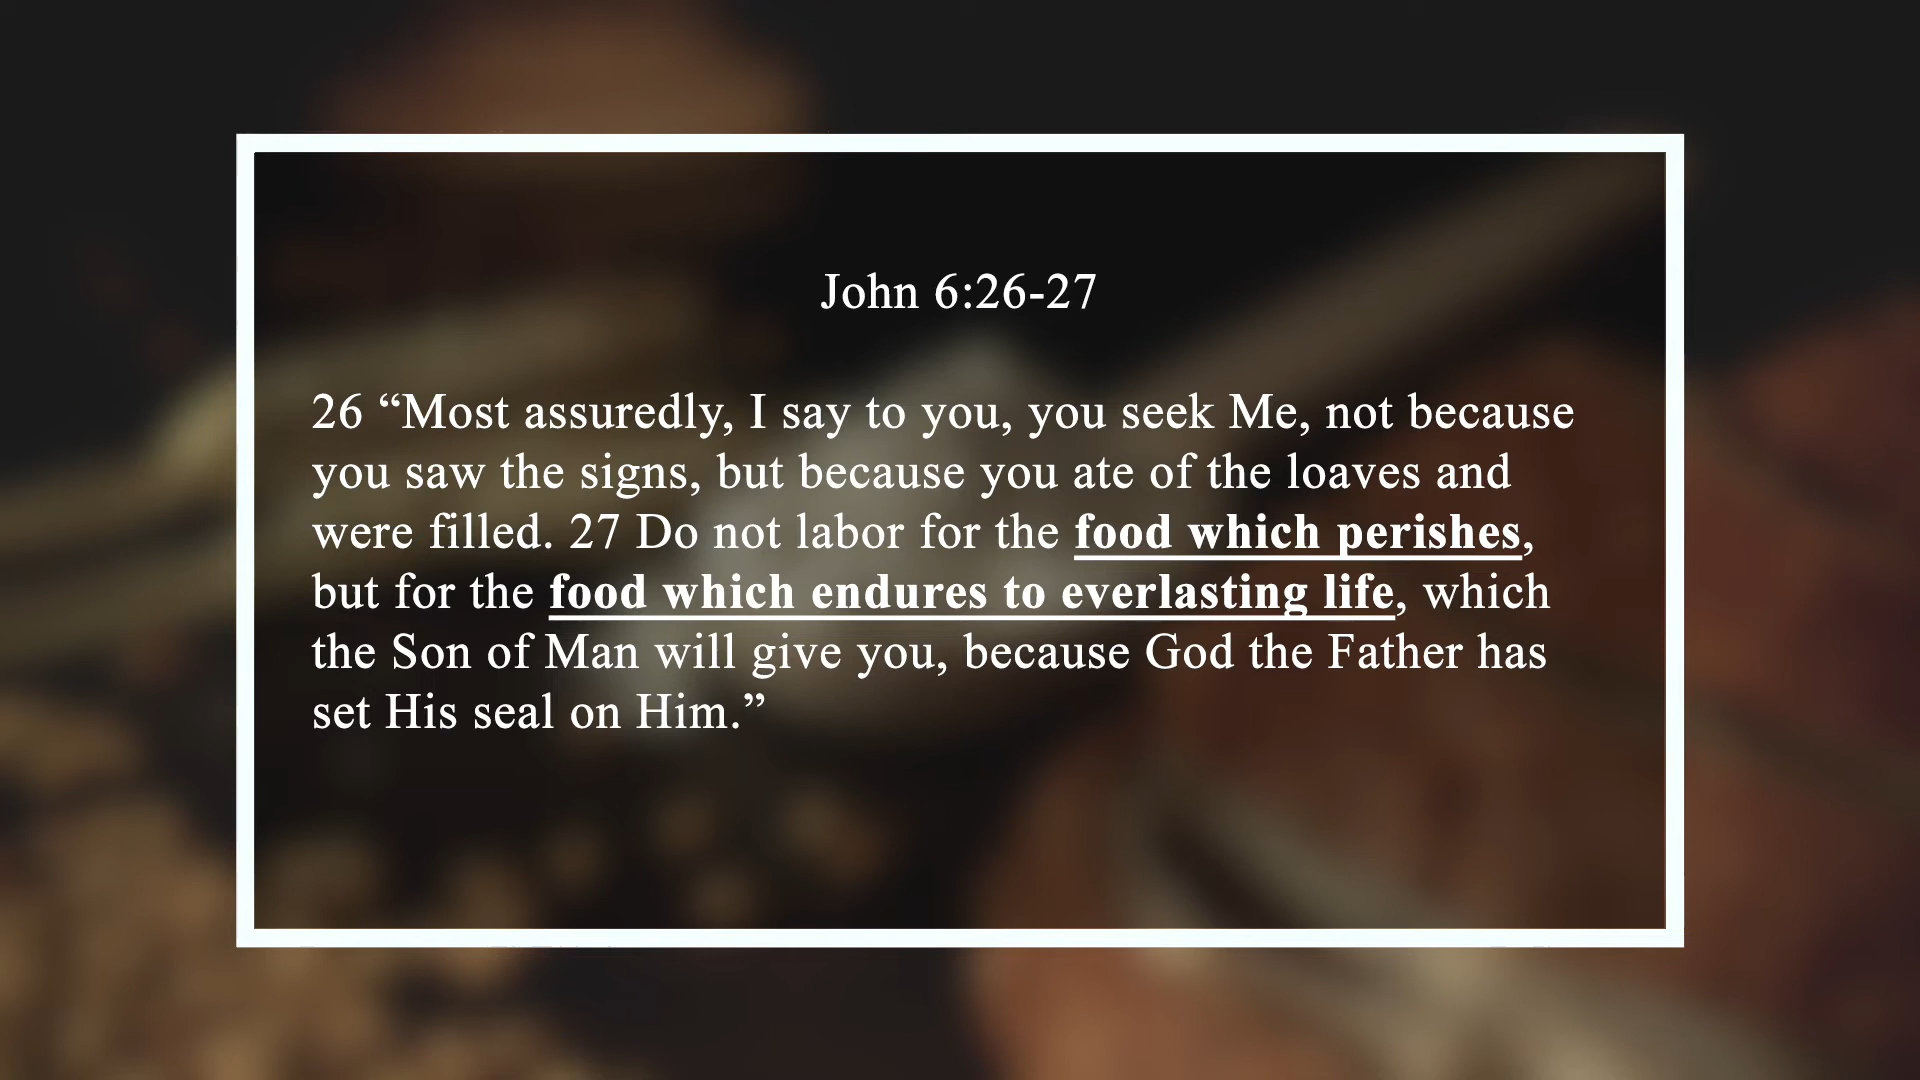 John 6:26-27
26 “Most assuredly, I say to you, you seek Me, not because
you saw the signs, but because you ate of the loaves and
were filled. 27 Do not labor for the food which perishes,
but for the food which endures to everlasting life, which
the Son of Man will give you, because God the Father has
set His seal on Him.”